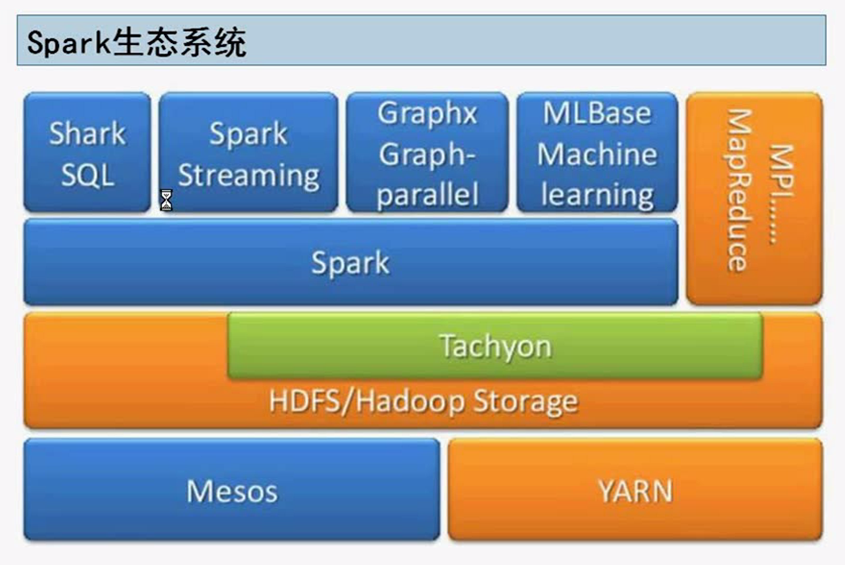 Spark生态系统
Shark
SQL
Spark
Streaming
Graphx
Graph-
parallel
MLBase
Machine
learning
MPI.......
MapReduce
Spark
Tachyon
HDFS/Hadoop Storage
Mesos
YARN